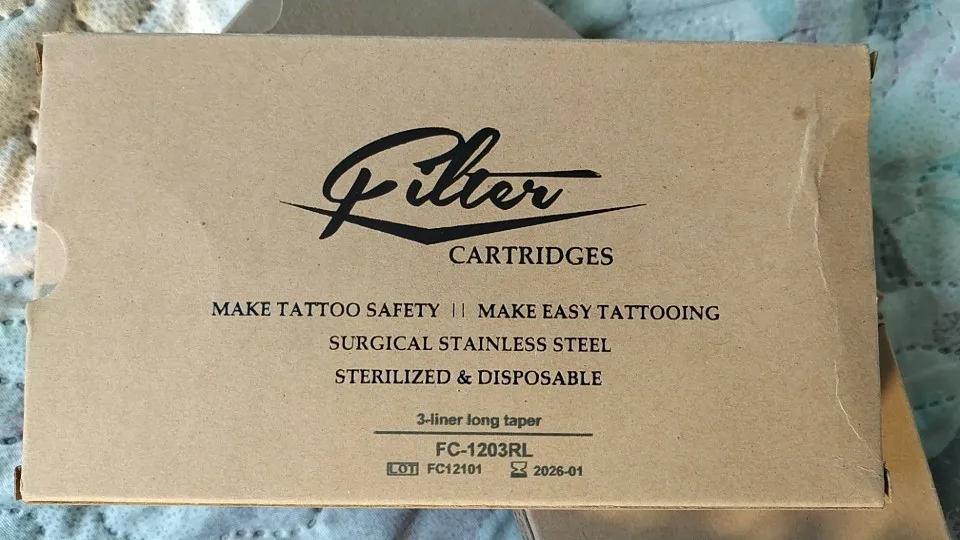 Filter
CARTRIDGES
MAKE TATTOO SAFETY || MAKE EASY TATTOOING
SURGICAL STAINLESS STEEL
STERILIZED & DISPOSABLE
3-liner long taper
FC-1203RL
LOT FC12101 2026-01